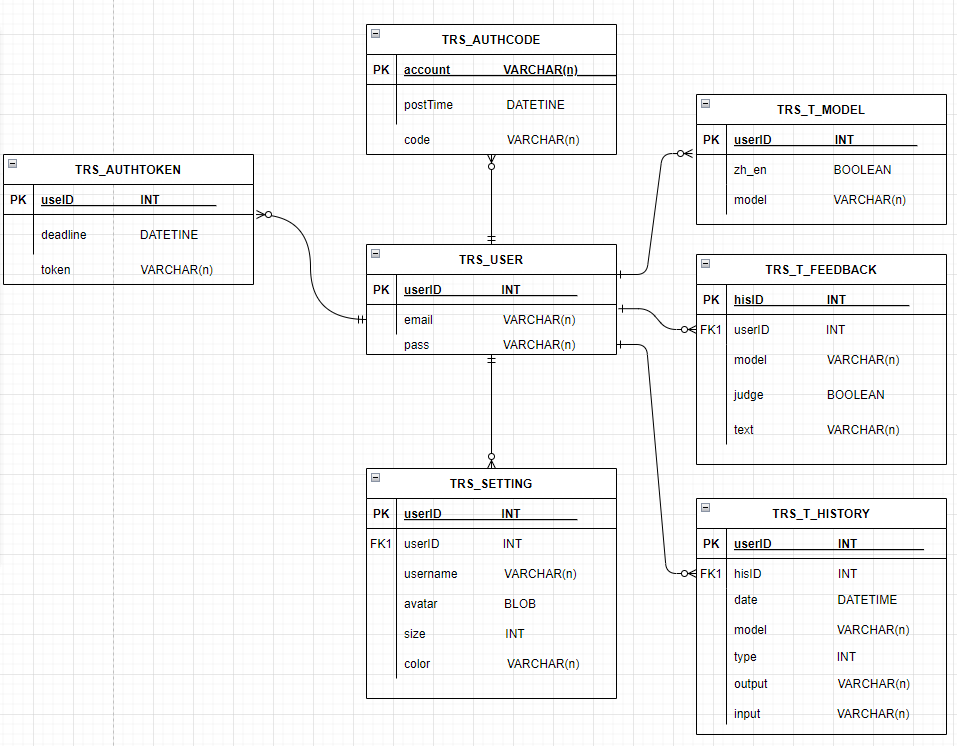 TRS_AUTHCODE
PK account VARCHAR(n)
postTime DATETINE
code VARCHAR(n)
TRS_AUTHTOKEN
PK useID INT
deadline DATETINE
token VARCHAR(n)
TRS_USER
PK userID INT
email VARCHAR(n)
pass VARCHAR(n)
TRS_SETTING
PK userID INT
FK1 userID INT
username VARCHAR(n)
avatar BLOB
size INT
color VARCHAR(n)
TRS_T_MODEL
PK userID INT
zh_en BOOLEAN
model VARCHAR(n)
TRS_T_FEEDBACK
PK hisID INT
FK1 userID INT
model VARCHAR(n)
judge BOOLEAN
text VARCHAR(n)
TRS_T_HISTORY
PK userID INT
FK1 hisID INT
date DATETIME
model VARCHAR(n)
type INT
output VARCHAR(n)
input VARCHAR(n)